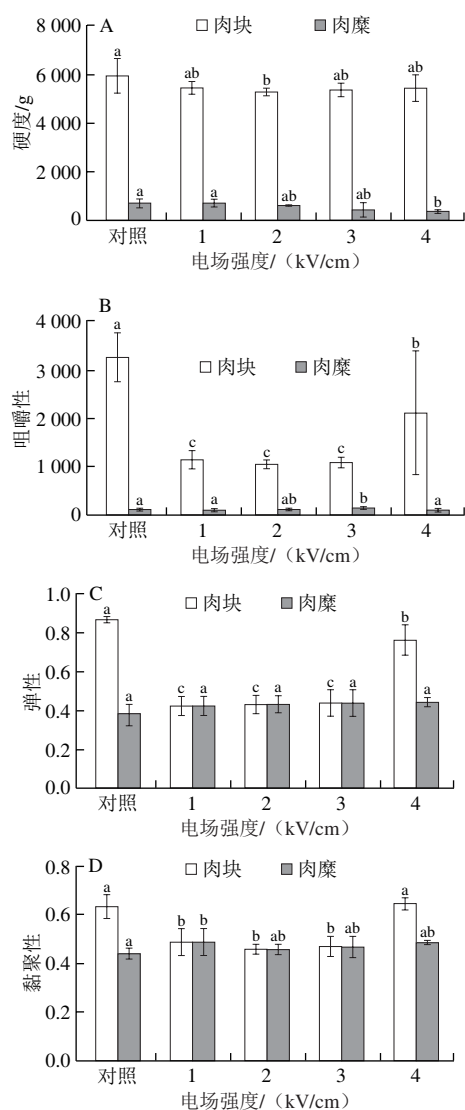 A
肉块 肉糜
8 000
6 000
4 000
2 000
0
硬度/g
a ab b ab ab
a a ab ab b
对照 1 2 3 4
电场强度/（kV/cm）
B
4 000
3 000
2 000
1 000
0
肉块 肉糜
咀嚼性
a c c c b
a a ab b a
对照 1 2 3 4
电场强度/（kV/cm）
C
肉块 肉糜
1.0
0.8
0.6
0.4
0.2
0.0
弹性
a c c c b
a a a a a
对照 1 2 3 4
电场强度/（kV/cm）
D
肉块 肉糜
0.8
0.6
0.4
0.2
0.0
黏聚性
a b b b a
a b ab ab ab
对照 1 2 3 4
电场强度/（kV/cm）